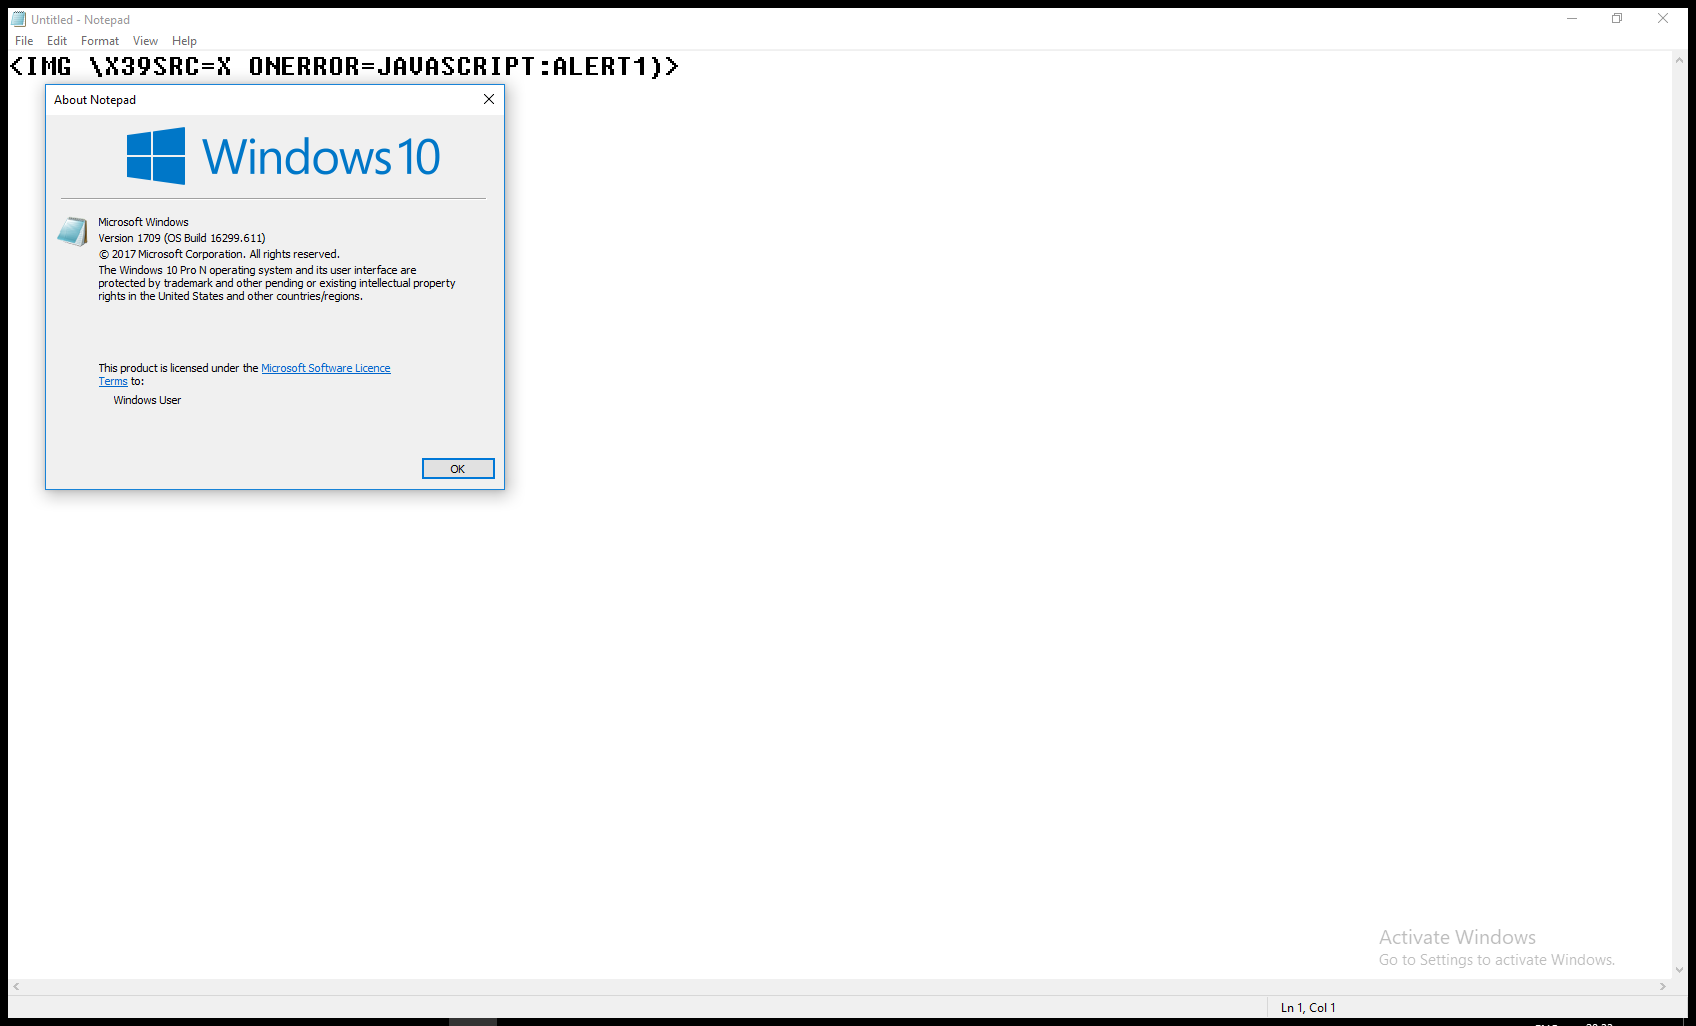 Untitled - Notepad
File Edit Format View Help
<IMG \X39SRC=X ONERROR=JAVASCRIPT:ALERT1)>
About Notepad
Windows 10
Microsoft Windows
Version 1709 (OS Build 16299.611)
© 2017 Microsoft Corporation. All rights reserved.
The Windows 10 Pro N operating system and its user interface are
protected by trademark and other pending or existing intellectual property
rights in the United States and other countries/regions.
This product is licensed under the Microsoft Software Licence
Terms to:
Windows User
OK
Activate Windows
Go to Settings to activate Windows.
Ln 1, Col 1